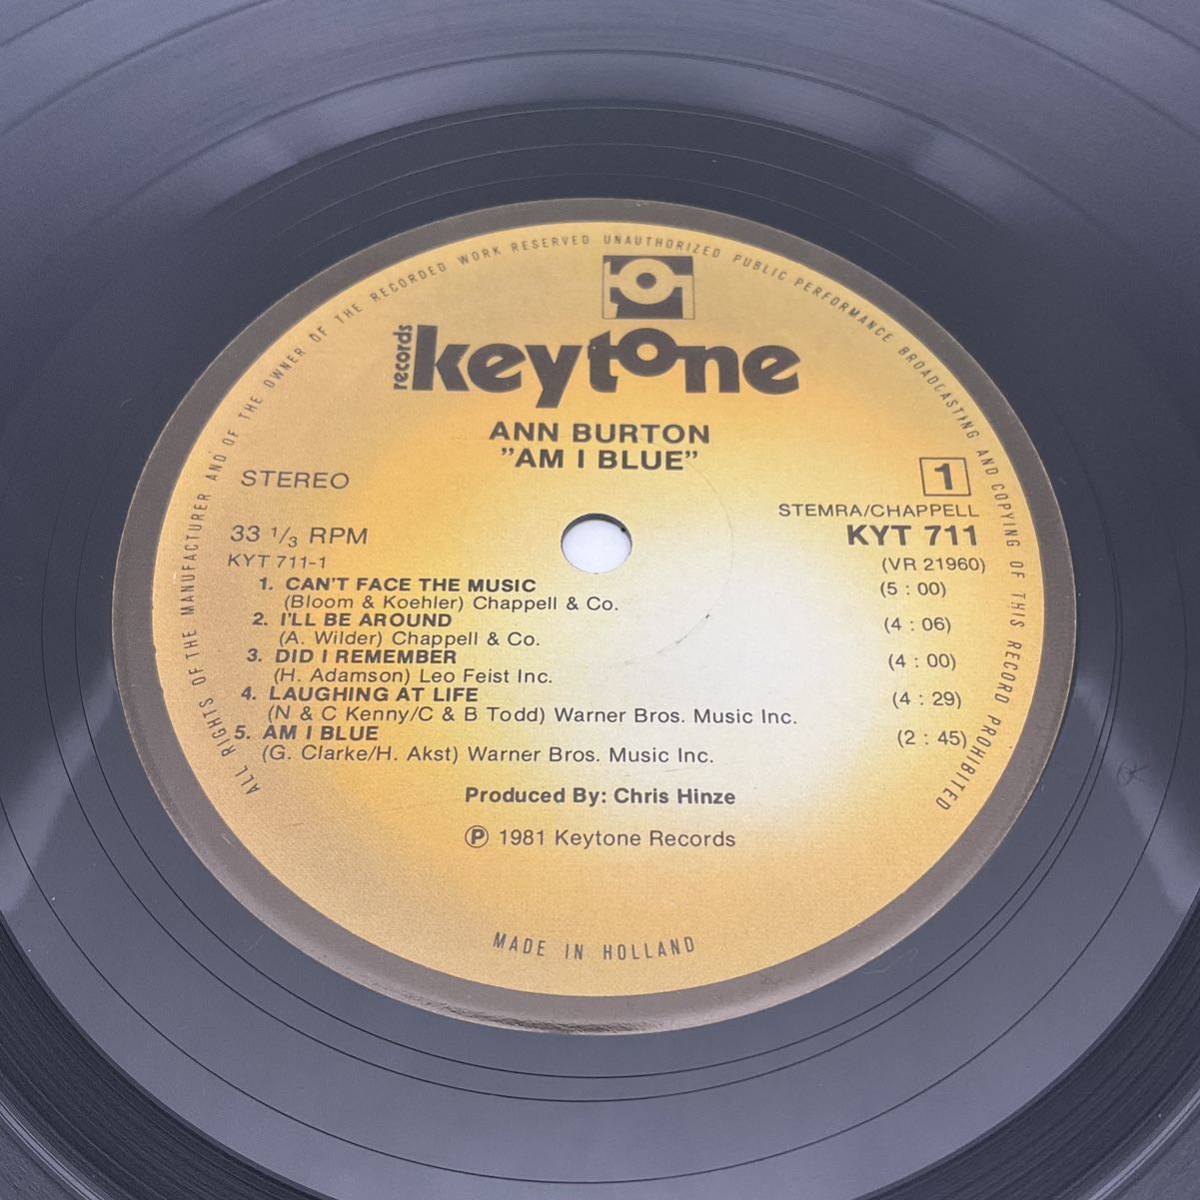 ALL RIGHTS OF THE MANUFACTURER AND OF THE OWNER OF THE RECORDED WORK RESERVED UNAUTHORIZED PUBLIC PERFORMANCE BROADCASTING AND COPYING OF THIS RECORD PROHIBITED
records keytone
ANN BURTON
"AM I BLUE"
STEREO
1
STEMRA/CHAPPELL
33 1/3 RPM
KYT 711
KYT 711-1
(VR 21960)
1. CAN'T FACE THE MUSIC (5 : 00)
(Bloom & Koehler) Chappell & Co.
2. I'LL BE AROUND (4 : 06)
(A. Wilder) Chappell & Co.
3. DID I REMEMBER (4 : 00)
(H. Adamson) Leo Feist Inc.
4. LAUGHING AT LIFE (4 : 29)
(N & C Kenny/C & B Todd) Warner Bros. Music Inc.
5. AM I BLUE (2 : 45)
(G. Clarke/H. Akst) Warner Bros. Music Inc.
Produced By: Chris Hinze
℗ 1981 Keytone Records
MADE IN HOLLAND